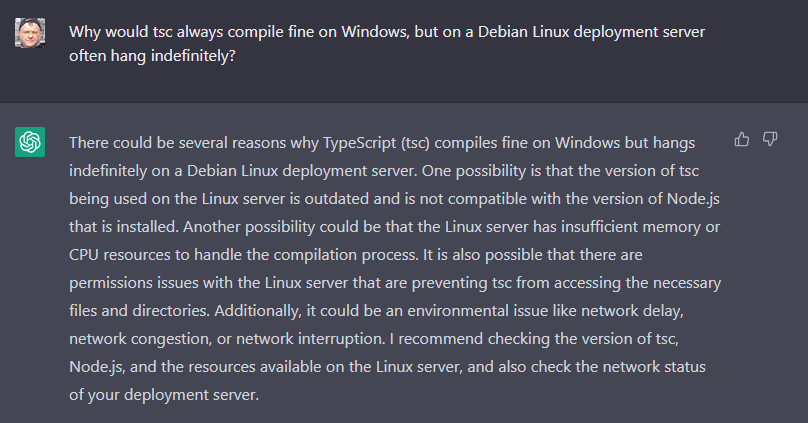 Why would tsc always compile fine on Windows, but on a Debian Linux deployment server
often hang indefinitely?
There could be several reasons why TypeScript (tsc) compiles fine on Windows but hangs
indefinitely on a Debian Linux deployment server. One possibility is that the version of tsc
being used on the Linux server is outdated and is not compatible with the version of Node.js
that is installed. Another possibility could be that the Linux server has insufficient memory or
CPU resources to handle the compilation process. It is also possible that there are
permissions issues with the Linux server that are preventing tsc from accessing the necessary
files and directories. Additionally, it could be an environmental issue like network delay,
network congestion, or network interruption. I recommend checking the version of tsc,
Node.js, and the resources available on the Linux server, and also check the network status
of your deployment server.